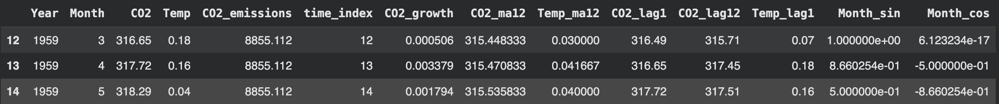 Year Month CO2 Temp CO2_emissions time_index CO2_growth CO2_ma12 Temp_ma12 CO2_lag1 CO2_lag12 Temp_lag1 Month_sin Month_cos
12 1959 3 316.65 0.18 8855.112 12 0.000506 315.448333 0.030000 316.49 315.71 0.07 1.000000e+00 6.123234e-17
13 1959 4 317.72 0.16 8855.112 13 0.003379 315.470833 0.041667 316.65 317.45 0.18 8.660254e-01 -5.000000e-01
14 1959 5 318.29 0.04 8855.112 14 0.001794 315.535833 0.040000 317.72 317.51 0.16 5.000000e-01 -8.660254e-01